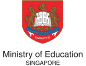 Ministry of Education
SINGAPORE